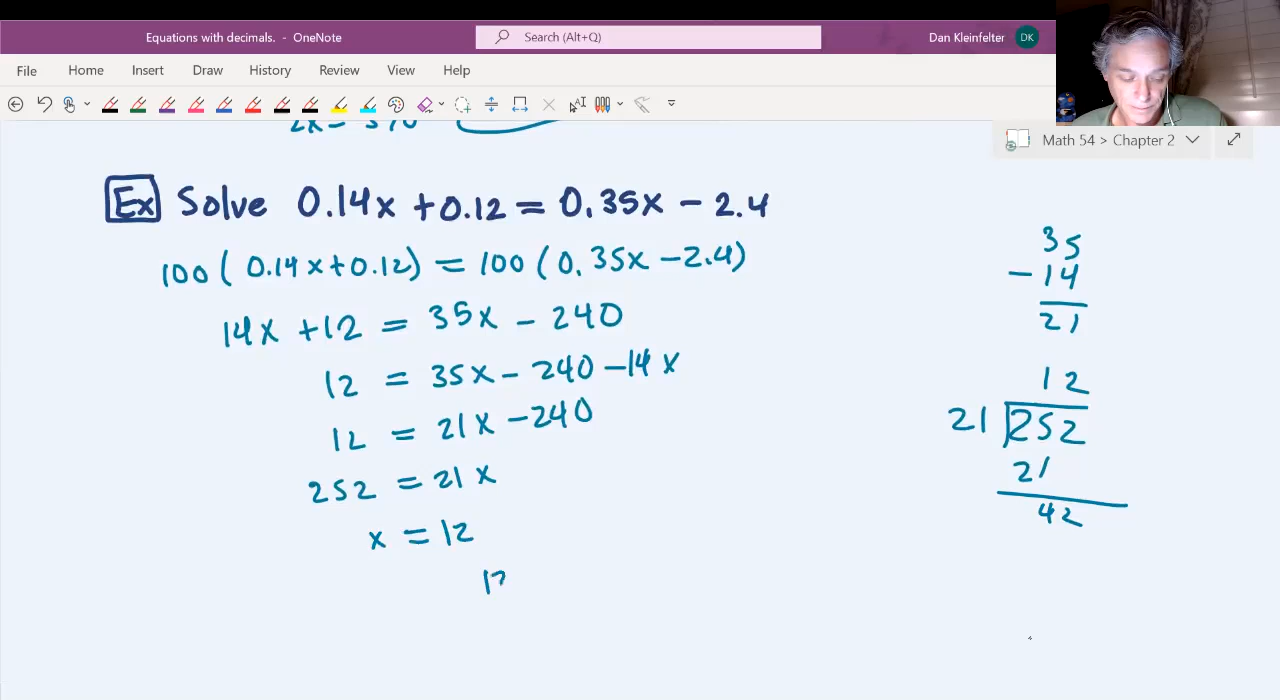 Equations with decimals. - OneNote
Search (Alt+Q)
Dan Kleinfelter DK
File Home Insert Draw History Review View Help
Math 54 > Chapter 2
Ex Solve 0.14x + 0.12 = 0.35x - 2.4
100 (0.14x + 0.12) = 100 (0.35x - 2.4)
14x + 12 = 35x - 240
12 = 35x - 240 - 14x
12 = 21x - 240
252 = 21x
x = 12
35
- 14
21
12
21 252
21
42